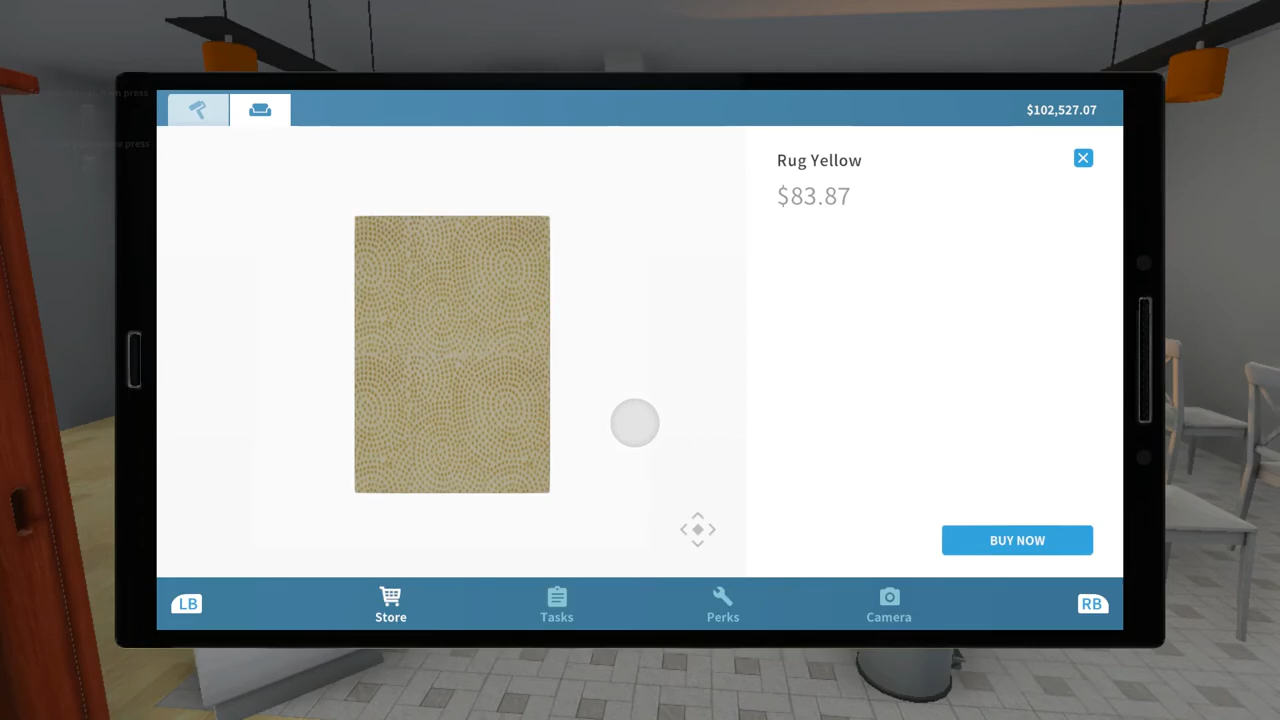 $102,527.07
Rug Yellow
$83.87
BUY NOW
LB
Store
Tasks
Perks
Camera
RB